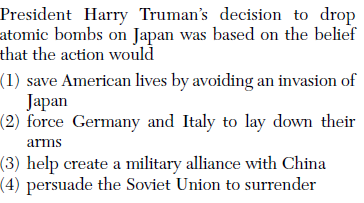 President Harry Truman's decision to drop
atomic bombs on Japan was based on the belief
that the action would
(1) save American lives by avoiding an invasion of
Japan
(2) force Germany and Italy to lay down their
arms
(3) help create a military alliance with China
(4) persuade the Soviet Union to surrender